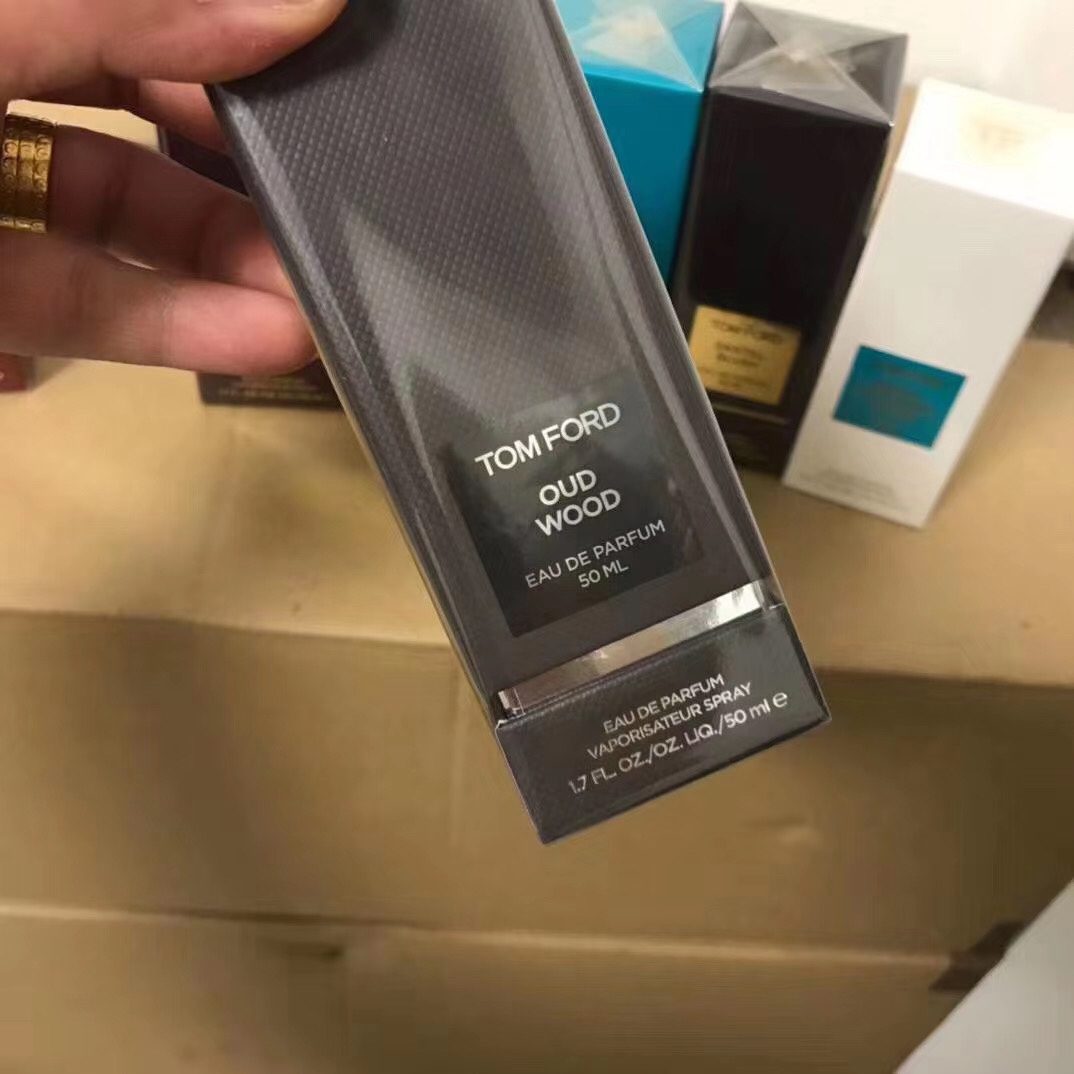 TOM FORD
OUD
WOOD
EAU DE PARFUM
50 ML
EAU DE PARFUM
VAPORISATEUR SPRAY
1.7 FL. OZ./OZ. LIQ./50 ml e
TOM FORD